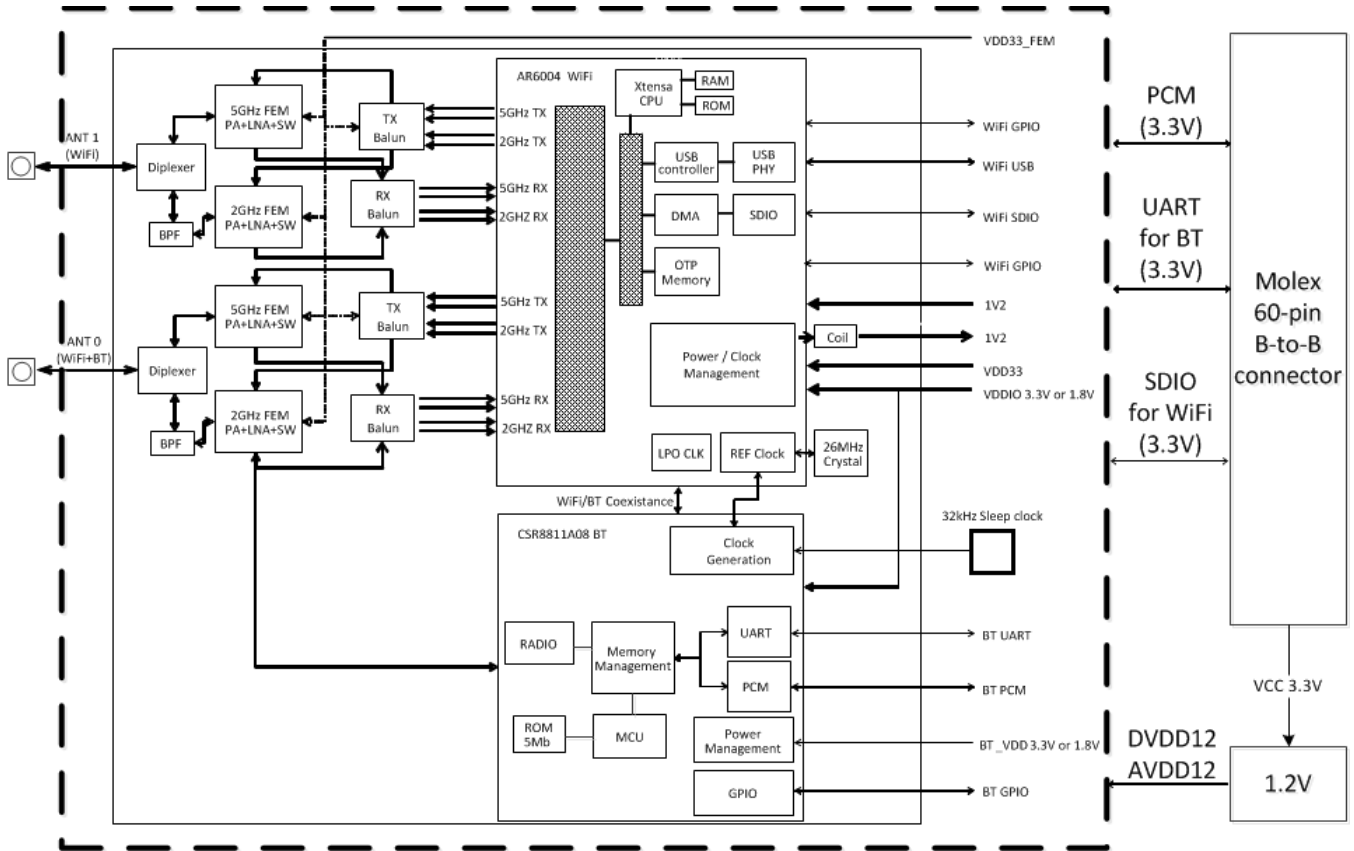 VDD33_FEM
AR6004 WiFi
Xtensa
CPU
RAM
ROM
5GHz FEM
PA+LNA+SW
TX
Balun
5GHz TX
2GHz TX
ANT 1
(WiFi)
Diplexer
2GHz FEM
PA+LNA+SW
BPF
RX
Balun
5GHz RX
2GHZ RX
USB
controller
USB
PHY
DMA
SDIO
OTP
Memory
WiFi GPIO
WiFi USB
WiFi SDIO
WiFi GPIO
5GHz FEM
PA+LNA+SW
TX
Balun
5GHz TX
2GHz TX
ANT 0
(WiFi+BT)
Diplexer
2GHz FEM
PA+LNA+SW
BPF
RX
Balun
5GHz RX
2GHZ RX
Power / Clock
Management
Coil
1V2
1V2
VDD33
VDDIO 3.3V or 1.8V
LPO CLK
REF Clock
26MHz
Crystal
WiFi/BT Coexistance
CSR8811A08 BT
Clock
Generation
32kHz Sleep clock
RADIO
Memory
Management
UART
PCM
ROM
5Mb
MCU
Power
Management
GPIO
BT UART
BT PCM
BT_VDD 3.3V or 1.8V
BT GPIO
PCM
(3.3V)
UART
for BT
(3.3V)
SDIO
for WiFi
(3.3V)
Molex
60-pin
B-to-B
connector
VCC 3.3V
DVDD12
AVDD12
1.2V